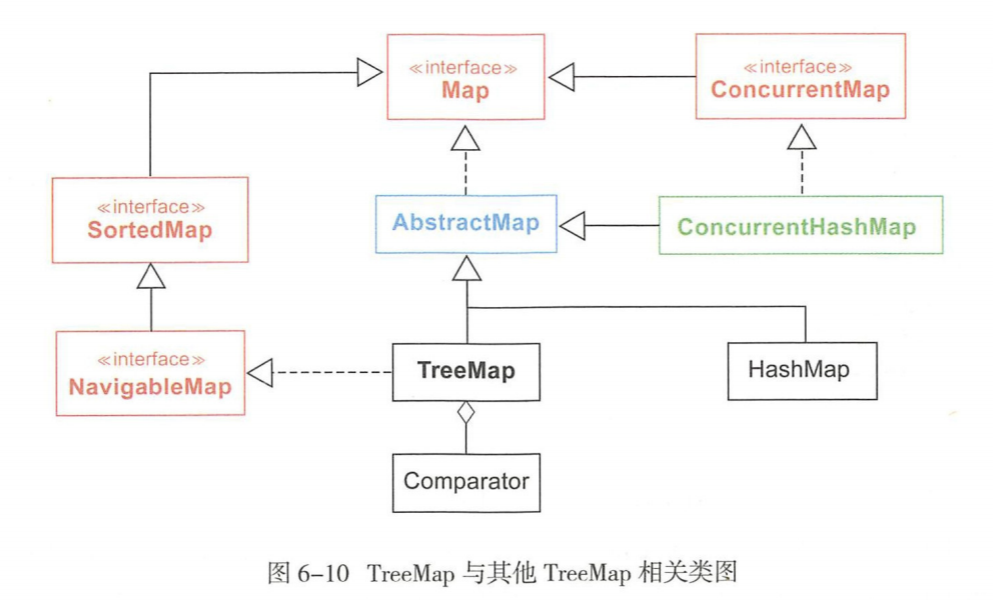 ≪interface≫
Map
≪interface≫
ConcurrentMap
≪interface≫
SortedMap
AbstractMap
ConcurrentHashMap
≪interface≫
NavigableMap
TreeMap
HashMap
Comparator
图 6-10 TreeMap 与其他 TreeMap 相关类图